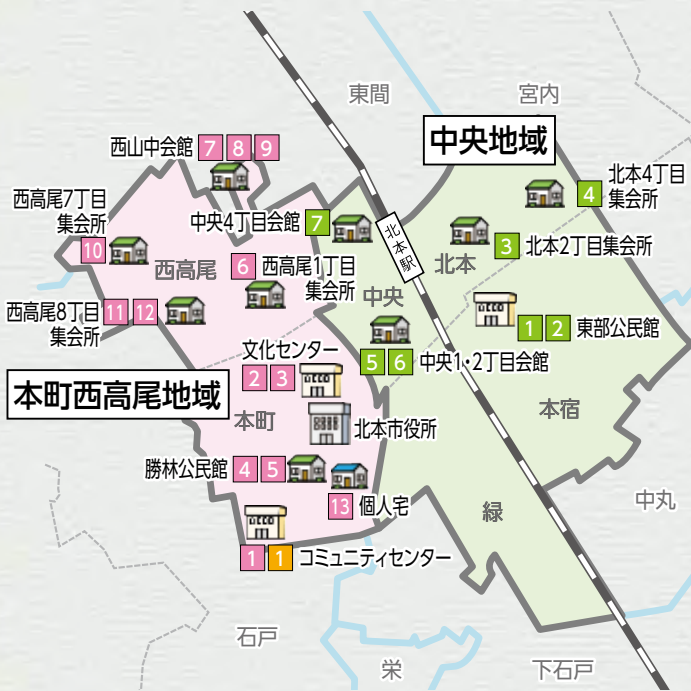 東間
宮内
中央地域
西山中会館 7 8 9
北本4丁目
集会所
4
西高尾7丁目
集会所
10
中央4丁目会館 7
北本駅
3 北本2丁目集会所
北本
西高尾
6 西高尾1丁目
集会所
中央
西高尾8丁目
集会所
11 12
1 2 東部公民館
文化センター
2 3
5 6 中央1・2丁目会館
本町西高尾地域
本町
北本市役所
本宿
勝林公民館 4 5
13 個人宅
中丸
緑
1 1 コミュニティセンター
石戸
栄
下石戸